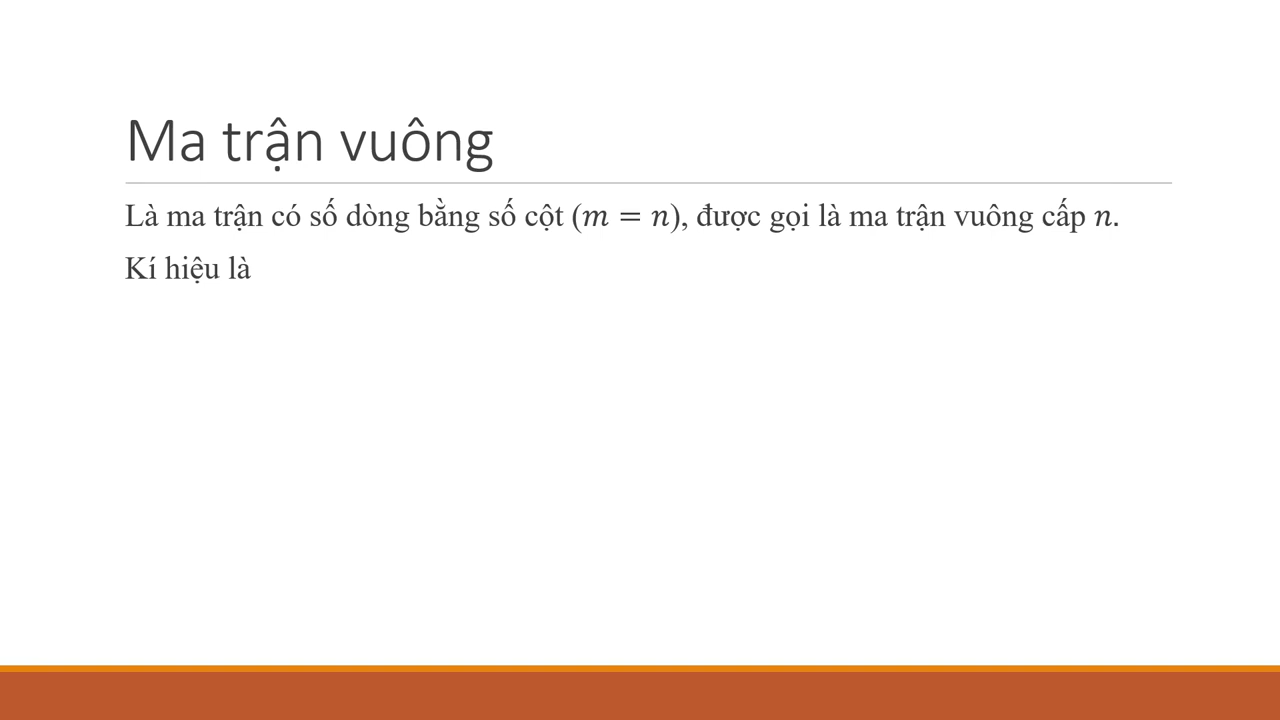 Ma trận vuông
Là ma trận có số dòng bằng số cột (𝑚 = 𝑛), được gọi là ma trận vuông cấp 𝑛.
Kí hiệu là